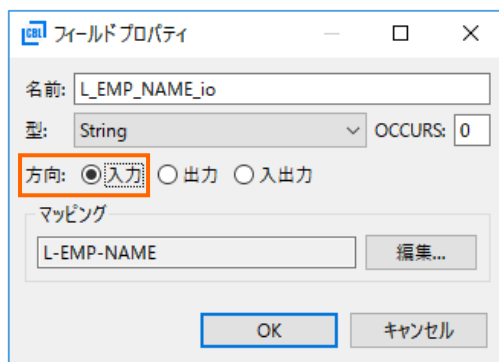 CBL フィールド プロパティ
名前: L_EMP_NAME_io
型: String OCCURS: 0
方向: 入力 出力 入出力
マッピング
L-EMP-NAME 編集...
OK キャンセル